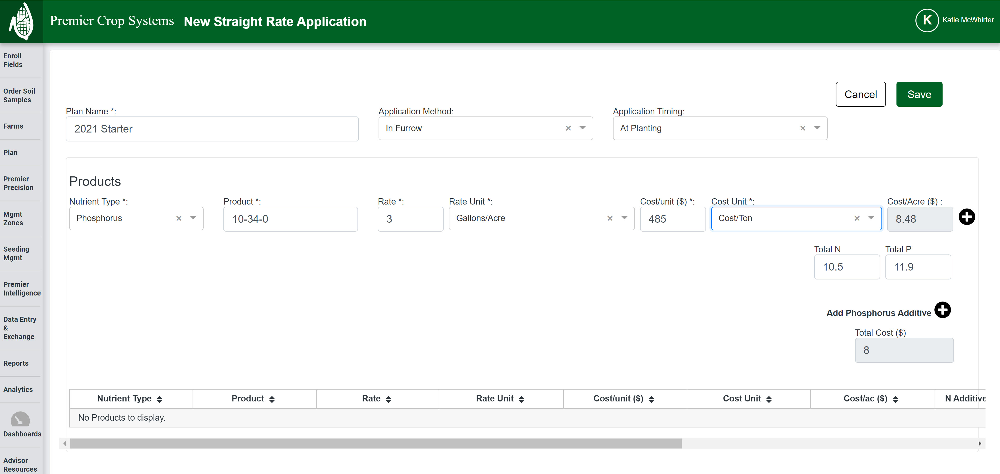 Premier Crop Systems New Straight Rate Application
K Katie McWhirter
Enroll
Fields
Order Soil
Samples
Farms
Plan
Premier
Precision
Mgmt
Zones
Seeding
Mgmt
Premier
Intelligence
Data Entry
&
Exchange
Reports
Analytics
Dashboards
Advisor
Resources
Cancel Save
Plan Name *: Application Method: Application Timing:
2021 Starter In Furrow × At Planting ×
Products
Nutrient Type *: Product *: Rate *: Rate Unit *: Cost/unit ($) *: Cost Unit *: Cost/Acre ($) :
Phosphorus × 10-34-0 3 Gallons/Acre × 485 Cost/Ton × 8.48
Total N Total P
10.5 11.9
Add Phosphorus Additive
Total Cost ($)
8
Nutrient Type Product Rate Rate Unit Cost/unit ($) Cost Unit Cost/ac ($) N Additive
No Products to display.